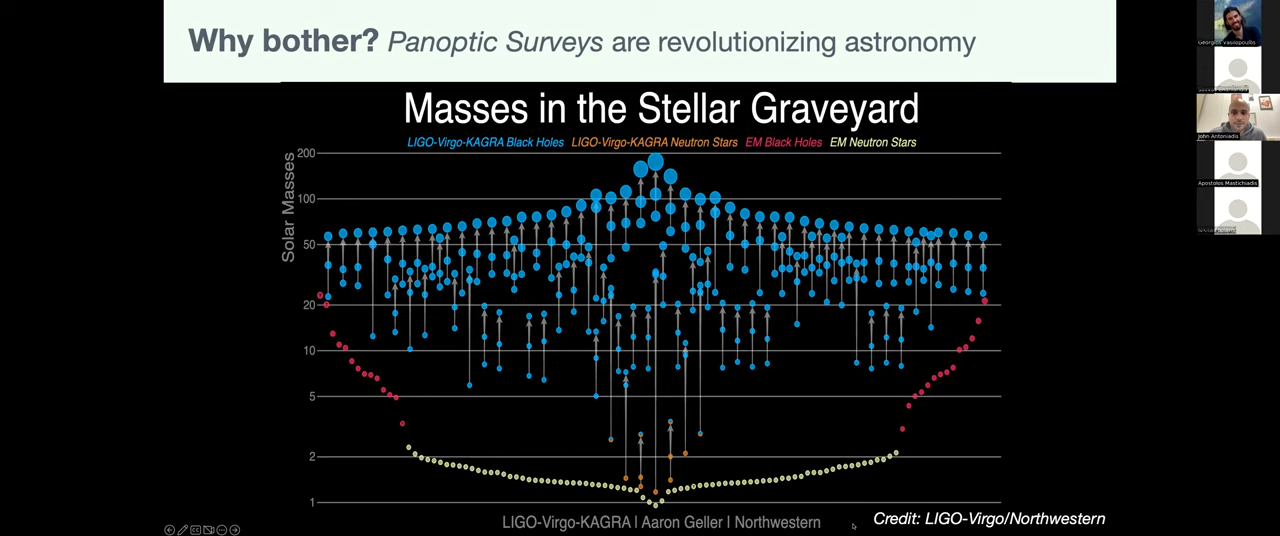 Why bother? Panoptic Surveys are revolutionizing astronomy
Masses in the Stellar Graveyard
LIGO-Virgo-KAGRA Black Holes LIGO-Virgo-KAGRA Neutron Stars EM Black Holes EM Neutron Stars
Solar Masses
200
100
50
20
10
5
2
1
LIGO-Virgo-KAGRA | Aaron Geller | Northwestern
Credit: LIGO-Virgo/Northwestern
Georgios Vasilopoulos
John Antoniadis
Apostolos Mastichiadis